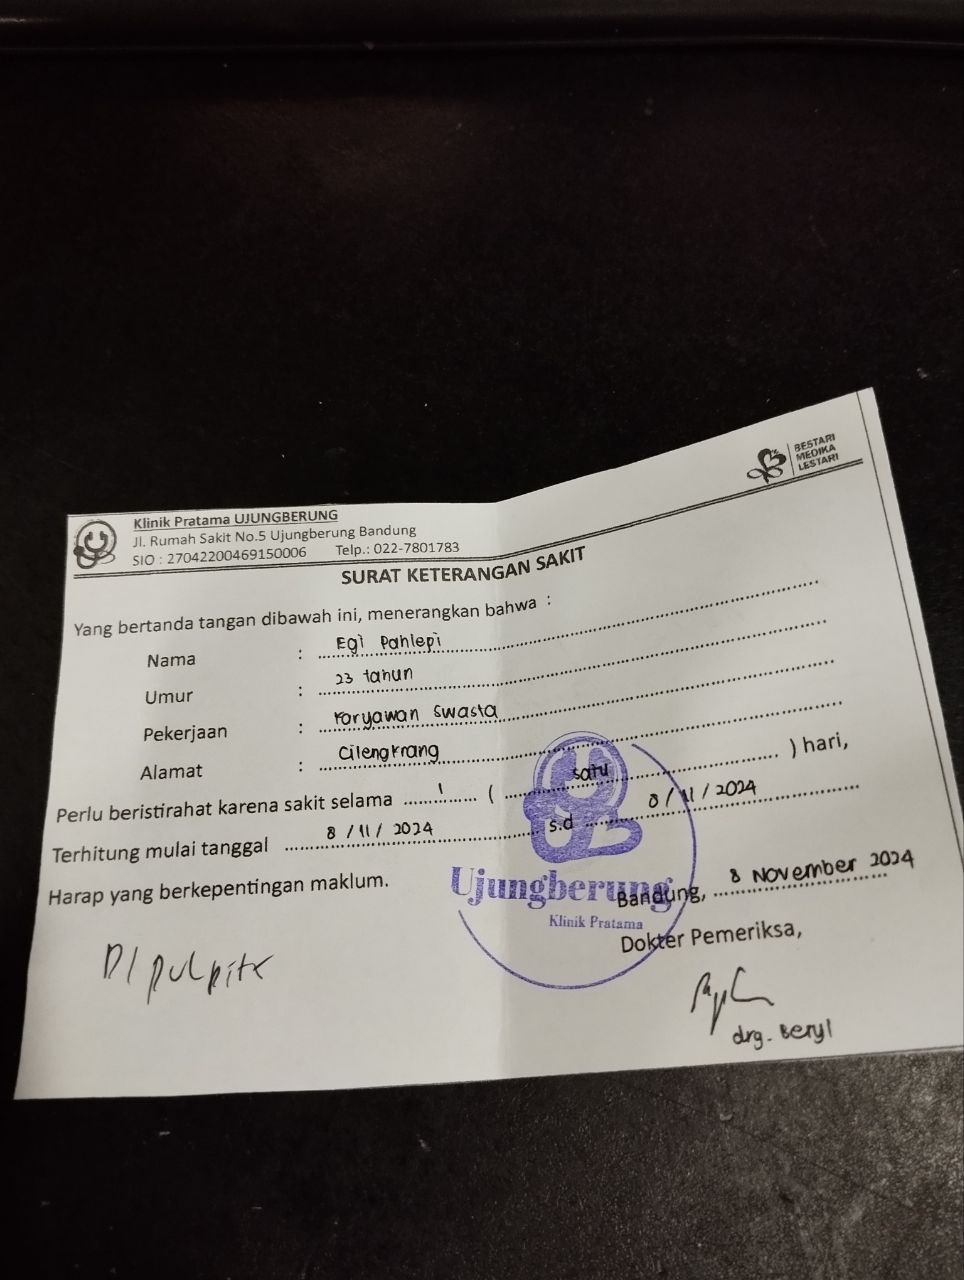 Klinik Pratama UJUNGBERUNG
Jl. Rumah Sakit No.5 Ujungberung Bandung
SIO : 27042200469150006 Telp.: 022-7801783
BESTARI
MEDIKA
LESTARI
SURAT KETERANGAN SAKIT
Yang bertanda tangan dibawah ini, menerangkan bahwa :
Nama : Egi Pahlepi
Umur : 23 tahun
Pekerjaan : Karyawan Swasta
Alamat : Cilengkrang
Perlu beristirahat karena sakit selama 1 ( satu ) hari,
Terhitung mulai tanggal 8 /11/ 2024 s.d 8 / 11 / 2024
Harap yang berkepentingan maklum.
Ujungberung
Klinik Pratama
Bandung, 8 November 2024
Dokter Pemeriksa,
D/ pulpitis
drg. Beryl